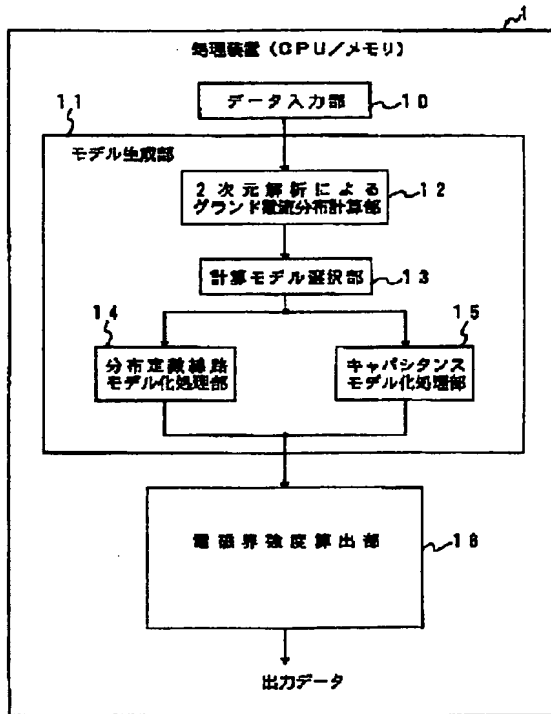 1
処理装置(CPU/メモリ)
データ入力部
10
11
モデル生成部
2次元解析による
グランド電流分布計算部
12
計算モデル選択部
13
14
分布定数線路
モデル化処理部
15
キャパシタンス
モデル化処理部
電磁界強度算出部
16
出力データ